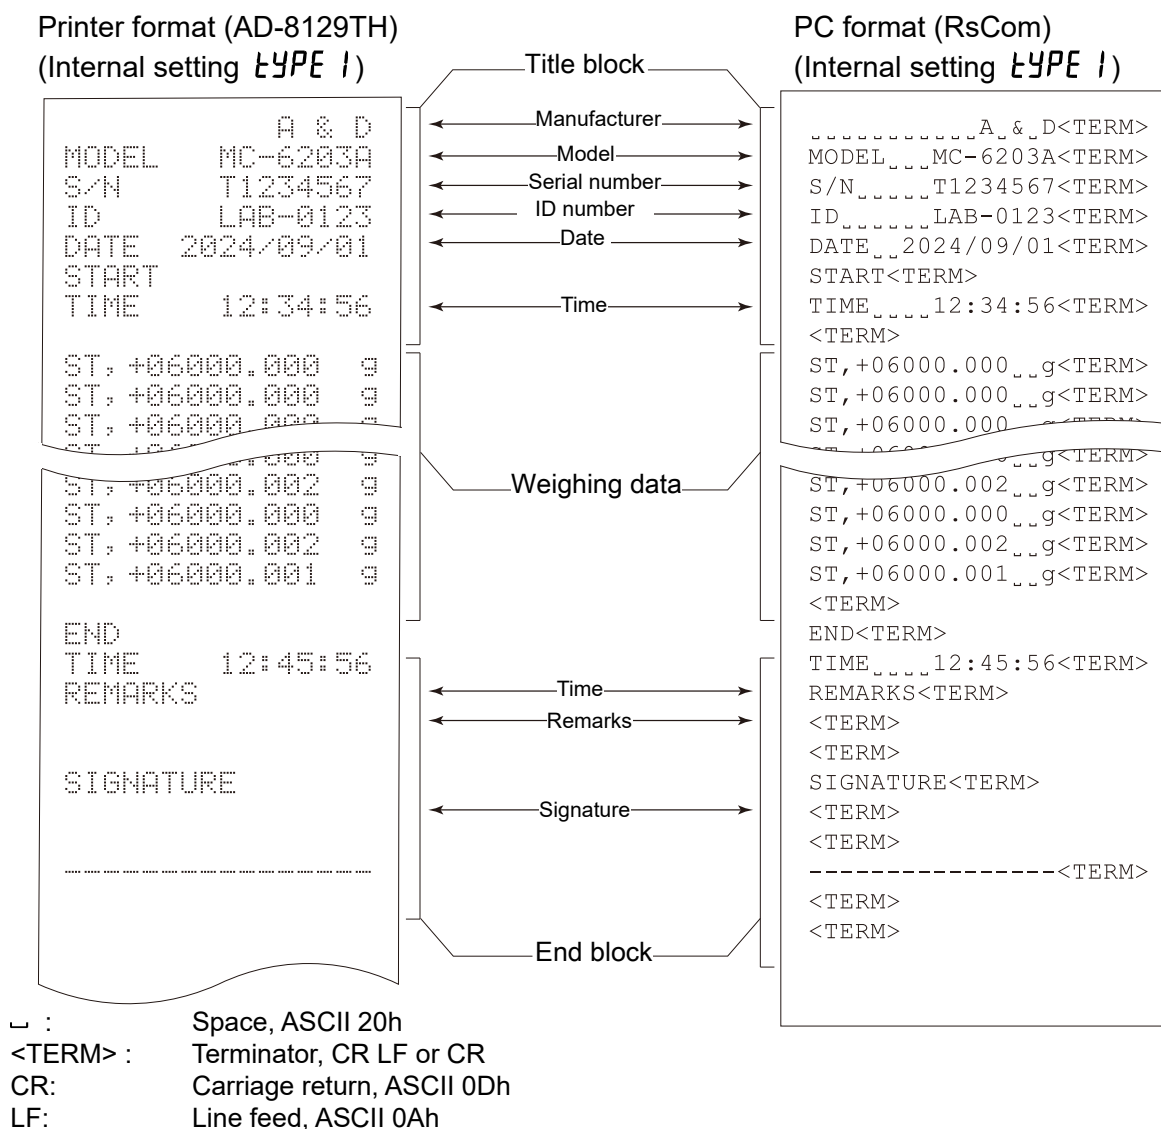 Printer format (AD-8129TH)
(Internal setting tYPE 1)
A & D
MODEL MC-6203A
S/N T1234567
ID LAB-0123
DATE 2024/09/01
START
TIME 12:34:56
ST, +06000.000 g
ST, +06000.000 g
ST, +06000.000 g
ST, +06000.002 g
ST, +06000.000 g
ST, +06000.002 g
ST, +06000.001 g
END
TIME 12:45:56
REMARKS
SIGNATURE
----------------
Title block
Manufacturer
Model
Serial number
ID number
Date
Time
Weighing data
Time
Remarks
Signature
End block
PC format (RsCom)
(Internal setting tYPE 1)
␣␣␣␣␣␣␣␣␣␣␣A␣&␣D<TERM>
MODEL␣␣␣MC-6203A<TERM>
S/N␣␣␣␣␣T1234567<TERM>
ID␣␣␣␣␣␣LAB-0123<TERM>
DATE␣␣2024/09/01<TERM>
START<TERM>
TIME␣␣␣␣12:34:56<TERM>
<TERM>
ST,+06000.000␣␣g<TERM>
ST,+06000.000␣␣g<TERM>
ST,+06000.000␣␣g<TERM>
ST,+06000.002␣␣g<TERM>
ST,+06000.000␣␣g<TERM>
ST,+06000.002␣␣g<TERM>
ST,+06000.001␣␣g<TERM>
<TERM>
END<TERM>
TIME␣␣␣␣12:45:56<TERM>
REMARKS<TERM>
<TERM>
<TERM>
SIGNATURE<TERM>
<TERM>
<TERM>
----------------<TERM>
<TERM>
<TERM>
␣ : Space, ASCII 20h
<TERM> : Terminator, CR LF or CR
CR: Carriage return, ASCII 0Dh
LF: Line feed, ASCII 0Ah